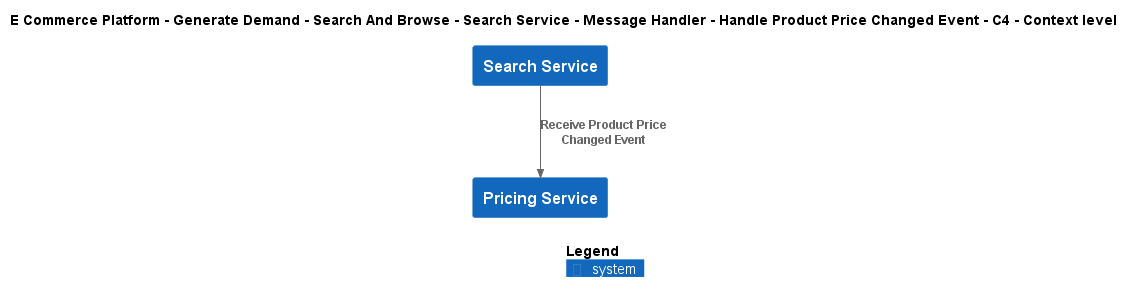 E Commerce Platform - Generate Demand - Search And Browse - Search Service - Message Handler - Handle Product Price Changed Event - C4 - Context level
Search Service
Receive Product Price
Changed Event
Pricing Service
Legend
system